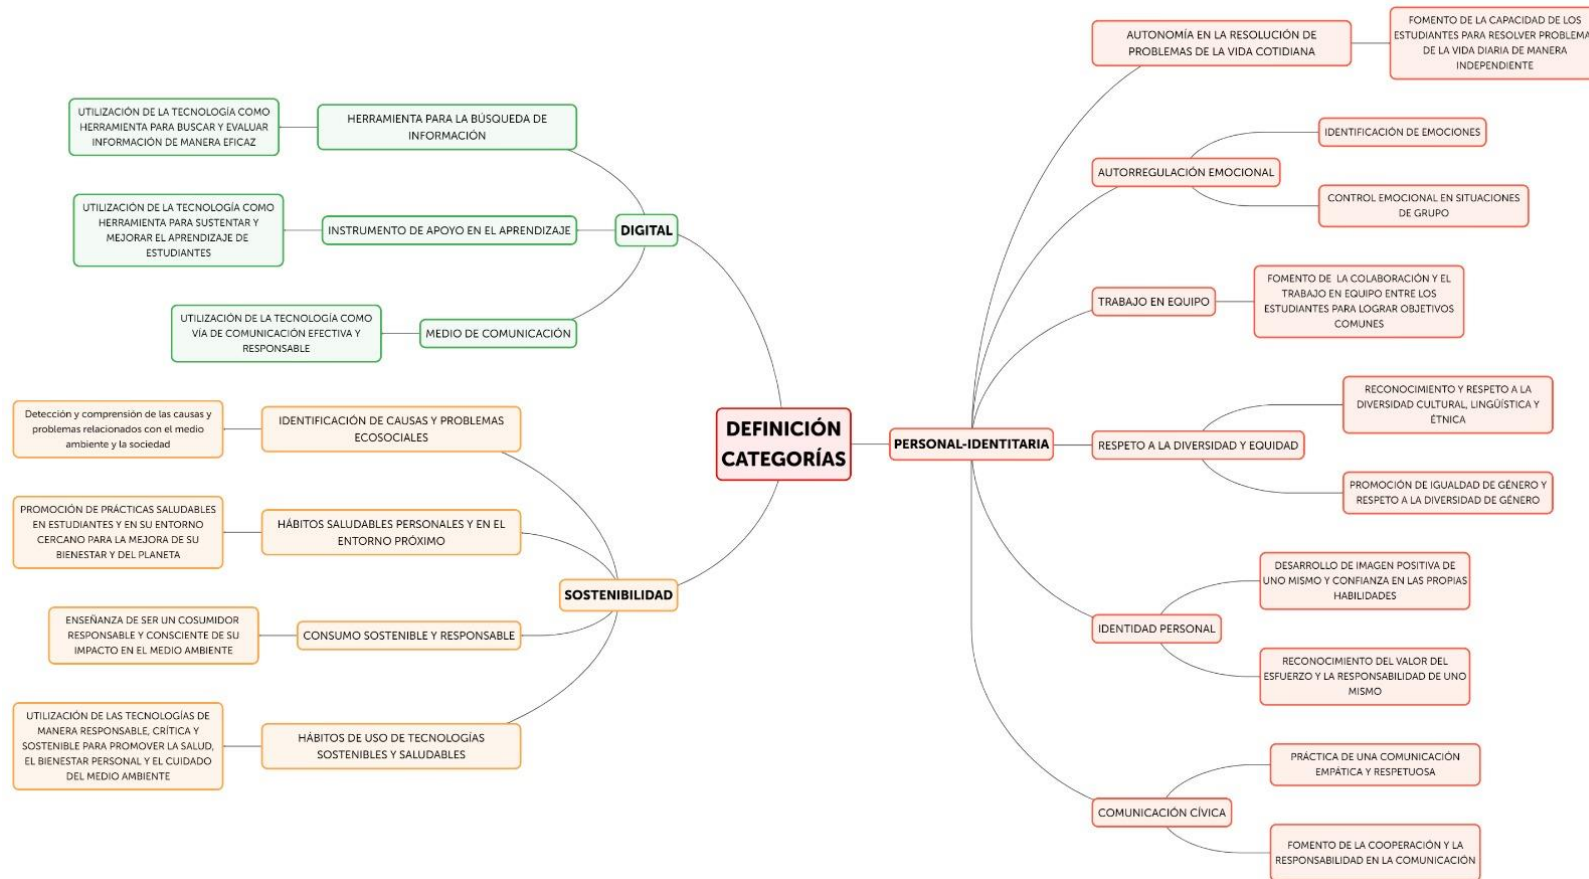 DEFINICIÓN
CATEGORÍAS
DIGITAL
HERRAMIENTA PARA LA BÚSQUEDA DE
INFORMACIÓN
UTILIZACIÓN DE LA TECNOLOGÍA COMO
HERRAMIENTA PARA BUSCAR Y EVALUAR
INFORMACIÓN DE MANERA EFICAZ
INSTRUMENTO DE APOYO EN EL APRENDIZAJE
UTILIZACIÓN DE LA TECNOLOGÍA COMO
HERRAMIENTA PARA SUSTENTAR Y
MEJORAR EL APRENDIZAJE DE
ESTUDIANTES
MEDIO DE COMUNICACIÓN
UTILIZACIÓN DE LA TECNOLOGÍA COMO
VÍA DE COMUNICACIÓN EFECTIVA Y
RESPONSABLE
SOSTENIBILIDAD
IDENTIFICACIÓN DE CAUSAS Y PROBLEMAS
ECOSOCIALES
Detección y comprensión de las causas y
problemas relacionados con el medio
ambiente y la sociedad
HÁBITOS SALUDABLES PERSONALES Y EN EL
ENTORNO PRÓXIMO
PROMOCIÓN DE PRÁCTICAS SALUDABLES
EN ESTUDIANTES Y EN SU ENTORNO
CERCANO PARA LA MEJORA DE SU
BIENESTAR Y DEL PLANETA
CONSUMO SOSTENIBLE Y RESPONSABLE
ENSEÑANZA DE SER UN COSUMIDOR
RESPONSABLE Y CONSCIENTE DE SU
IMPACTO EN EL MEDIO AMBIENTE
HÁBITOS DE USO DE TECNOLOGÍAS
SOSTENIBLES Y SALUDABLES
UTILIZACIÓN DE LAS TECNOLOGÍAS DE
MANERA RESPONSABLE, CRÍTICA Y
SOSTENIBLE PARA PROMOVER LA SALUD,
EL BIENESTAR PERSONAL Y EL CUIDADO
DEL MEDIO AMBIENTE
PERSONAL-IDENTITARIA
AUTONOMÍA EN LA RESOLUCIÓN DE
PROBLEMAS DE LA VIDA COTIDIANA
FOMENTO DE LA CAPACIDAD DE LOS
ESTUDIANTES PARA RESOLVER PROBLEMA
DE LA VIDA DIARIA DE MANERA
INDEPENDIENTE
AUTORREGULACIÓN EMOCIONAL
IDENTIFICACIÓN DE EMOCIONES
CONTROL EMOCIONAL EN SITUACIONES
DE GRUPO
TRABAJO EN EQUIPO
FOMENTO DE LA COLABORACIÓN Y EL
TRABAJO EN EQUIPO ENTRE LOS
ESTUDIANTES PARA LOGRAR OBJETIVOS
COMUNES
RESPETO A LA DIVERSIDAD Y EQUIDAD
RECONOCIMIENTO Y RESPETO A LA
DIVERSIDAD CULTURAL, LINGÜÍSTICA Y
ÉTNICA
PROMOCIÓN DE IGUALDAD DE GÉNERO Y
RESPETO A LA DIVERSIDAD DE GÉNERO
IDENTIDAD PERSONAL
DESARROLLO DE IMAGEN POSITIVA DE
UNO MISMO Y CONFIANZA EN LAS PROPIAS
HABILIDADES
RECONOCIMIENTO DEL VALOR DEL
ESFUERZO Y LA RESPONSABILIDAD DE UNO
MISMO
COMUNICACIÓN CÍVICA
PRÁCTICA DE UNA COMUNICACIÓN
EMPÁTICA Y RESPETUOSA
FOMENTO DE LA COOPERACIÓN Y LA
RESPONSABILIDAD EN LA COMUNICACIÓN